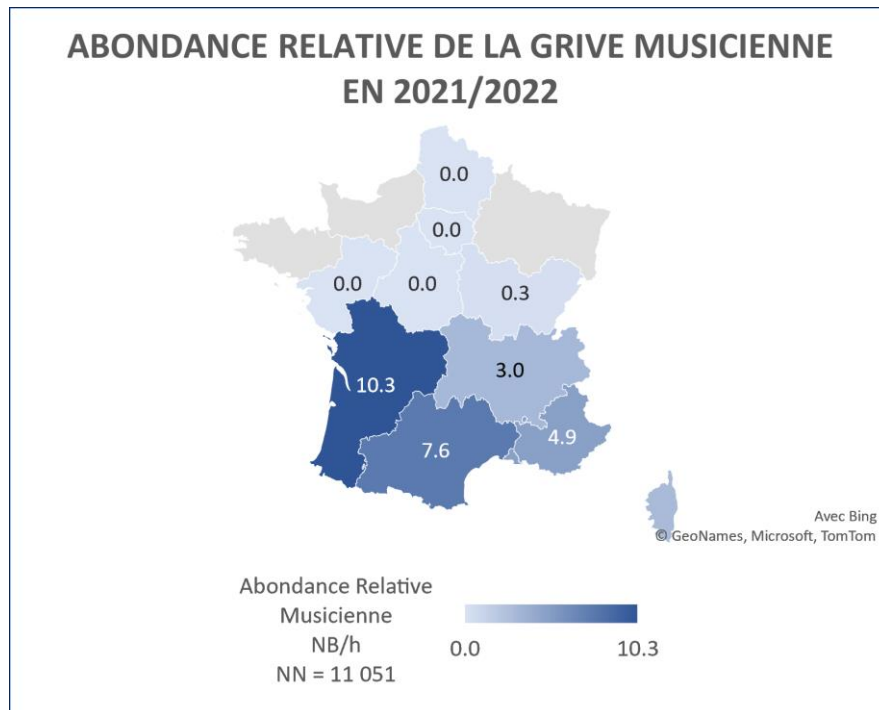 ABONDANCE RELATIVE DE LA GRIVE MUSICIENNE
EN 2021/2022
0.0
0.0
0.0
0.0
0.3
10.3
3.0
7.6
4.9
Avec Bing
© GeoNames, Microsoft, TomTom
Abondance Relative
Musicienne
NB/h
NN = 11 051
0.0
10.3